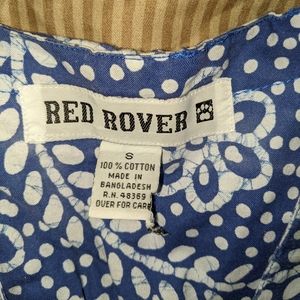 RED ROVER
S
100% COTTON
MADE IN
BANGLADESH
R.N. 48369
OVER FOR CARE